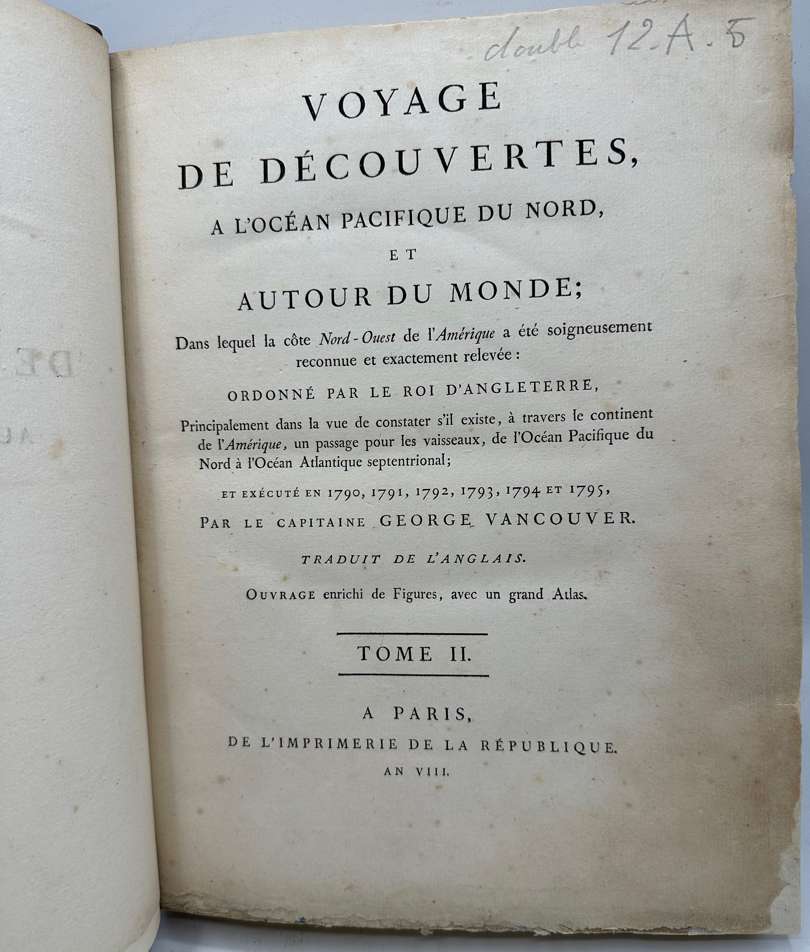 double 12-A-5
VOYAGE
DE DÉCOUVERTES,
A L'OCÉAN PACIFIQUE DU NORD,
ET
AUTOUR DU MONDE;
Dans lequel la côte Nord-Ouest de l'Amérique a été soigneusement
reconnue et exactement relevée :
ORDONNÉ PAR LE ROI D'ANGLETERRE,
Principalement dans la vue de constater s'il existe, à travers le continent
de l'Amérique, un passage pour les vaisseaux, de l'Océan Pacifique du
Nord à l'Océan Atlantique septentrional;
ET EXÉCUTÉ EN 1790, 1791, 1792, 1793, 1794 ET 1795,
PAR LE CAPITAINE GEORGE VANCOUVER.
TRADUIT DE L'ANGLAIS.
OUVRAGE enrichi de Figures, avec un grand Atlas.
TOME II.
A PARIS,
DE L'IMPRIMERIE DE LA RÉPUBLIQUE.
AN VIII.